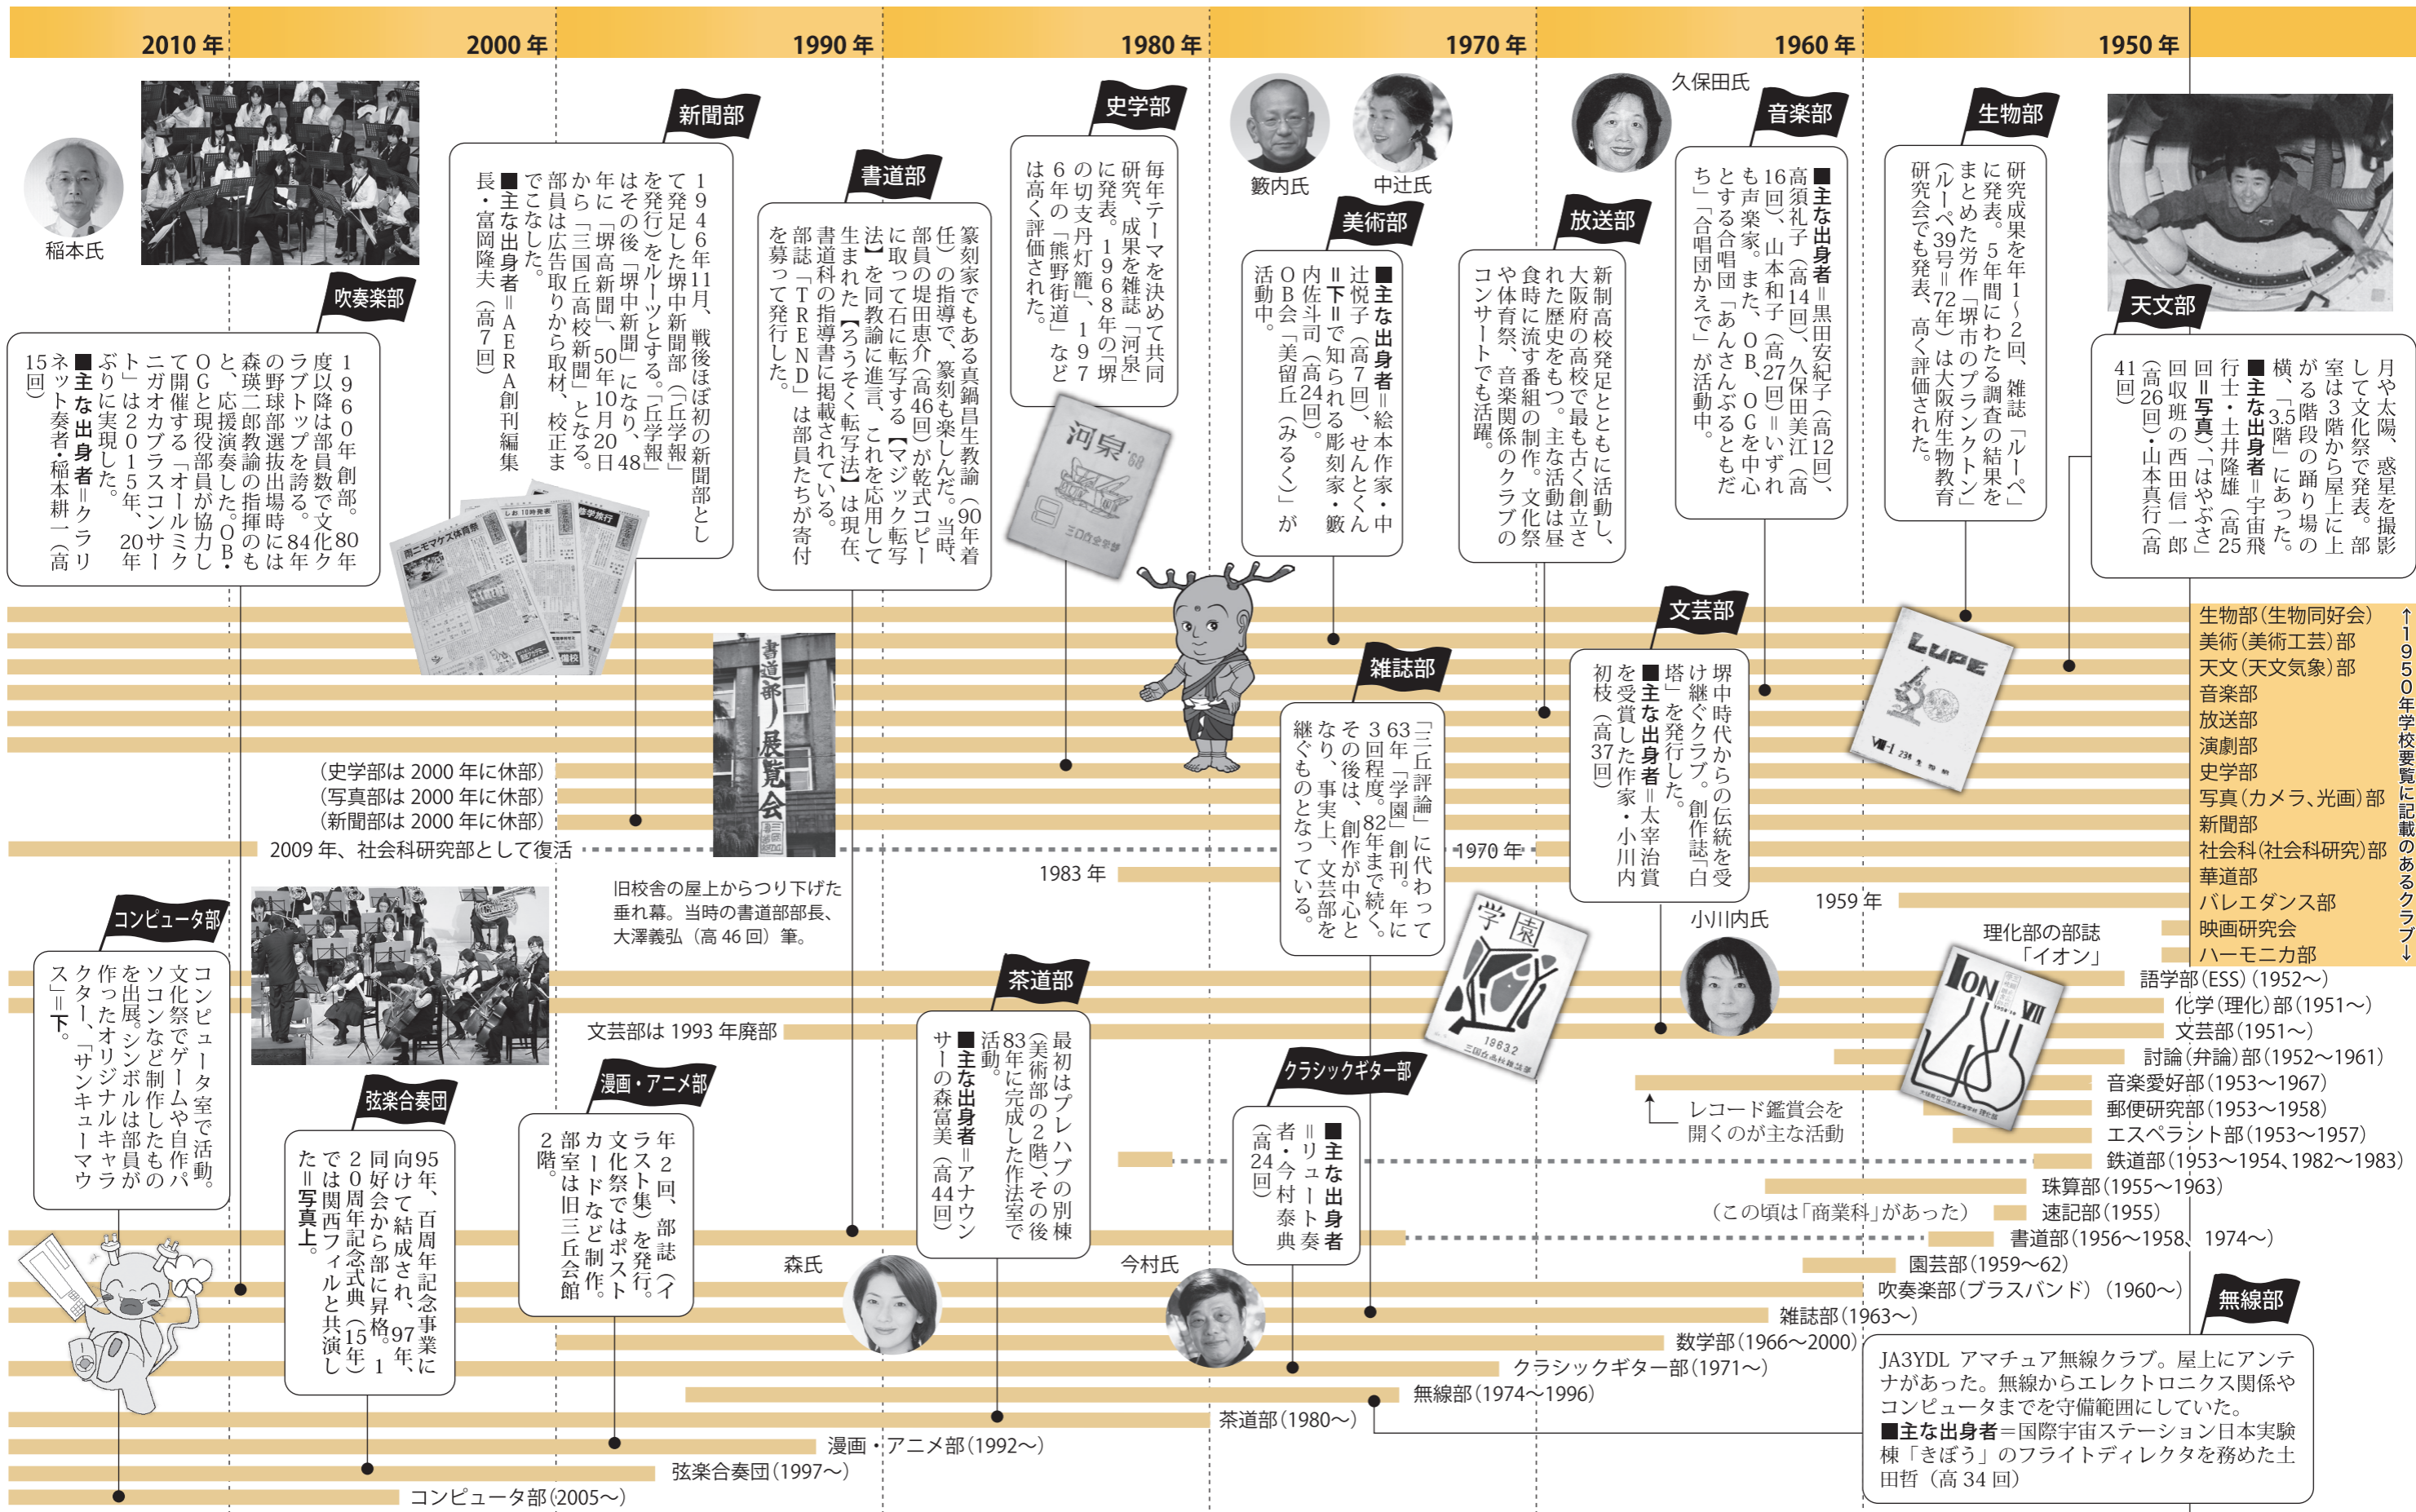 2010 年
2000 年
1990 年
1980 年
1970 年
1960 年
1950 年
稲本氏
吹奏楽部
1960年創部。80年
度以降は部員数で文化ク
ラブトップを誇る。84年
の野球部選抜出場時には
森瑛二郎教諭の指揮のも
と、応援演奏した。OB・
OGと現役部員が協力し
て開催する「オールミク
ニガオカブラスコンサー
ト」は2015年、20年
ぶりに実現した。
■主な出身者＝クラリ
ネット奏者・稲本耕一（高
15回）
新聞部
1946年11月、戦後ほぼ初の新聞部とし
て発足した堺中新聞部（「丘学報」
を発行）をルーツとする。「丘学報」
はその後「堺中新聞」になり、48
年に「堺高新聞」、50年10月20日
から「三国丘高校新聞」となる。
部員は広告取りから取材、校正ま
でこなした。
■主な出身者＝AERA創刊編集
長・富岡隆夫（高7回）
雨ニモマケズ体育祭
書道部
篆刻家でもある真鍋昌生教諭（90年着
任）の指導で、篆刻も楽しんだ。当時、
部員の堤田恵介（高46回）が乾式コピー
に取って石に転写する【マジック転写
法】を同教諭に進言、これを応用して
生まれた【ろうそく転写法】は現在、
書道科の指導書に掲載されている。
部誌「TREND」は部員たちが寄付
を募って発行した。
史学部
毎年テーマを決めて共同
研究、成果を雑誌「河泉」
に発表。1968年の「堺
の切支丹灯籠」、197
6年の「熊野街道」など
は高く評価された。
河泉 '68
籔内氏
中辻氏
美術部
■主な出身者＝絵本作家・中
辻悦子（高7回）、せんとくん
＝下＝で知られる彫刻家・籔
内佐斗司（高24回）。
OB会「美留丘（みるく）」が
活動中。
久保田氏
放送部
新制高校発足とともに活動し、
大阪府の高校で最も古く創立さ
れた歴史をもつ。主な活動は昼
食時に流す番組の制作。文化祭
や体育祭、音楽関係のクラブの
コンサートでも活躍。
音楽部
■主な出身者＝黒田安紀子（高12回）、
高須礼子（高14回）、久保田美江（高
16回）、山本和子（高27回）＝いずれ
も声楽家。また、OB、OGを中心
とする合唱団「あんさんぶるともだ
ち」「合唱団かえで」が活動中。
生物部
研究成果を年1～2回、雑誌「ルーペ」
に発表。5年間にわたる調査の結果を
まとめた労作「堺市のプランクトン」
（ルーペ39号＝72年）は大阪府生物教育
研究会でも発表、高く評価された。
天文部
月や太陽、惑星を撮影
して文化祭で発表。部
室は3階から屋上に上
がる階段の踊り場の
横、「3.5階」にあった。
■主な出身者＝宇宙飛
行士・土井隆雄（高25
回＝写真）、「はやぶさ」
回収班の西田信一郎
（高26回）・山本真行（高
41回）
↑1950年学校要覧に記載のあるクラブ↓
生物部（生物同好会）
美術（美術工芸）部
天文（天文気象）部
音楽部
放送部
演劇部
史学部
写真（カメラ、光画）部
新聞部
社会科（社会科研究）部
華道部
バレエダンス部
映画研究会
ハーモニカ部
（史学部は 2000 年に休部）
（写真部は 2000 年に休部）
（新聞部は 2000 年に休部）
2009 年、社会科研究部として復活
1970 年
1983 年
1959 年
書道部展覧会
旧校舎の屋上からつり下げた
垂れ幕。当時の書道部部長、
大澤義弘（高 46 回）筆。
雑誌部
「三丘評論」に代わって
63年「学園」創刊。年に
3回程度。82年まで続く。
その後は、創作が中心と
なり、事実上、文芸部を
継ぐものとなっている。
学園
1963.2
文芸部
堺中時代からの伝統を受
け継ぐクラブ。創作誌「白
塔」を発行した。
■主な出身者＝太宰治賞
を受賞した作家・小川内
初枝（高37回）
小川内氏
LUPE
理化部の部誌
「イオン」
ION VII
語学部（ESS）（1952～）
化学（理化）部（1951～）
文芸部（1951～）
討論（弁論）部（1952～1961）
音楽愛好部（1953～1967）
郵便研究部（1953～1958）
エスペラント部（1953～1957）
鉄道部（1953～1954、1982～1983）
珠算部（1955～1963）
速記部（1955）
書道部（1956～1958、1974～）
園芸部（1959～62）
吹奏楽部（ブラスバンド）（1960～）
雑誌部（1963～）
数学部（1966～2000）
クラシックギター部（1971～）
無線部（1974～1996）
茶道部（1980～）
漫画・アニメ部（1992～）
弦楽合奏団（1997～）
コンピュータ部（2005～）
文芸部は 1993 年廃部
レコード鑑賞会を
開くのが主な活動
（この頃は「商業科」があった）
コンピュータ部
コンピュータ室で活動。
文化祭でゲームや自作パ
ソコンなど制作したもの
を出展。シンボルは部員が
作ったオリジナルキャラ
クター、「サンキューマウ
ス」＝下。
弦楽合奏団
95年、百周年記念事業に
向けて結成され、97年、
同好会から部に昇格。1
20周年記念式典（15年）
では関西フィルと共演し
た＝写真上。
漫画・アニメ部
年2回、部誌（イ
ラスト集）を発行。
文化祭ではポスト
カードなど制作。
部室は旧三丘会館
2階。
茶道部
最初はプレハブの別棟
（美術部の2階）、その後
83年に完成した作法室で
活動。
■主な出身者＝アナウン
サーの森富美（高44回）
森氏
クラシックギター部
■主な出身者
＝リュート奏
者・今村泰典
（高24回）
今村氏
無線部
JA3YDL アマチュア無線クラブ。屋上にアンテ
ナがあった。無線からエレクトロニクス関係や
コンピュータまでを守備範囲にしていた。
■主な出身者＝国際宇宙ステーション日本実験
棟「きぼう」のフライトディレクタを務めた土
田哲（高 34 回）